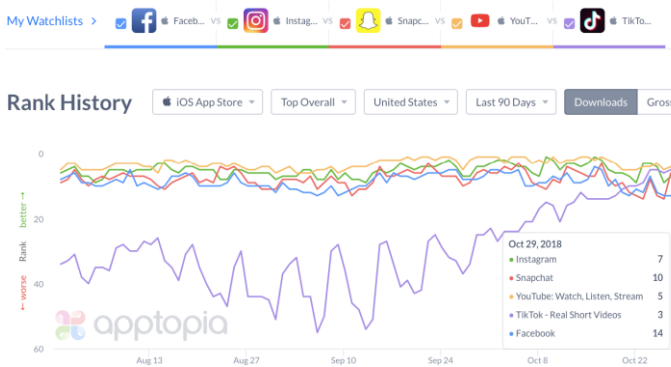 My Watchlists > Faceb... VS Instag... VS Snapc... VS YouT... VS TikTo...
Rank History iOS App Store Top Overall United States Last 90 Days Downloads Gros
0
20
40
60
← worse Rank better →
apptopia
Oct 29, 2018
Instagram 7
Snapchat 10
YouTube: Watch, Listen, Stream 5
TikTok - Real Short Videos 3
Facebook 14
Aug 13 Aug 27 Sep 10 Sep 24 Oct 8 Oct 22